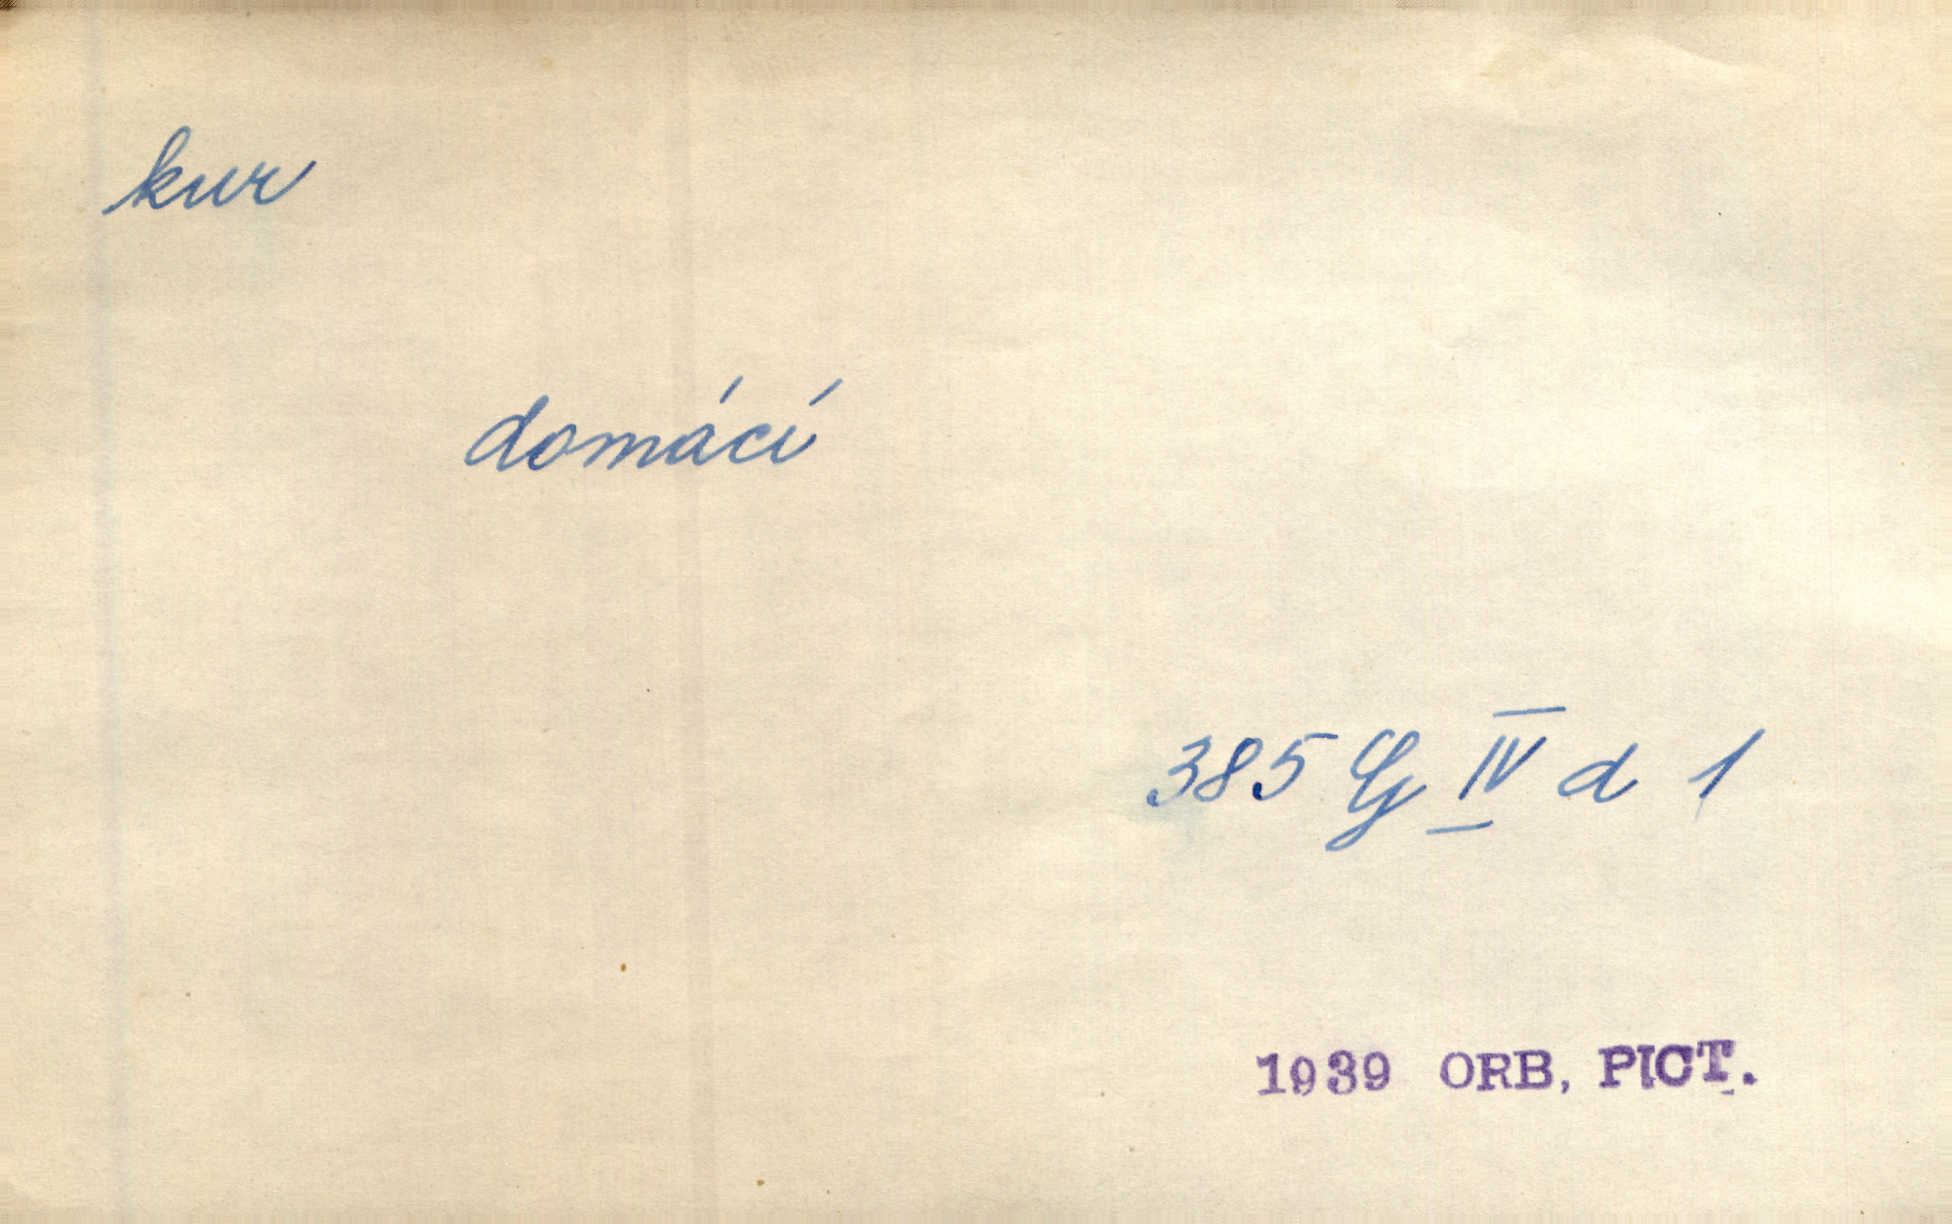 kur
domácí
385 G IV d 1
1939 ORB, PICT.